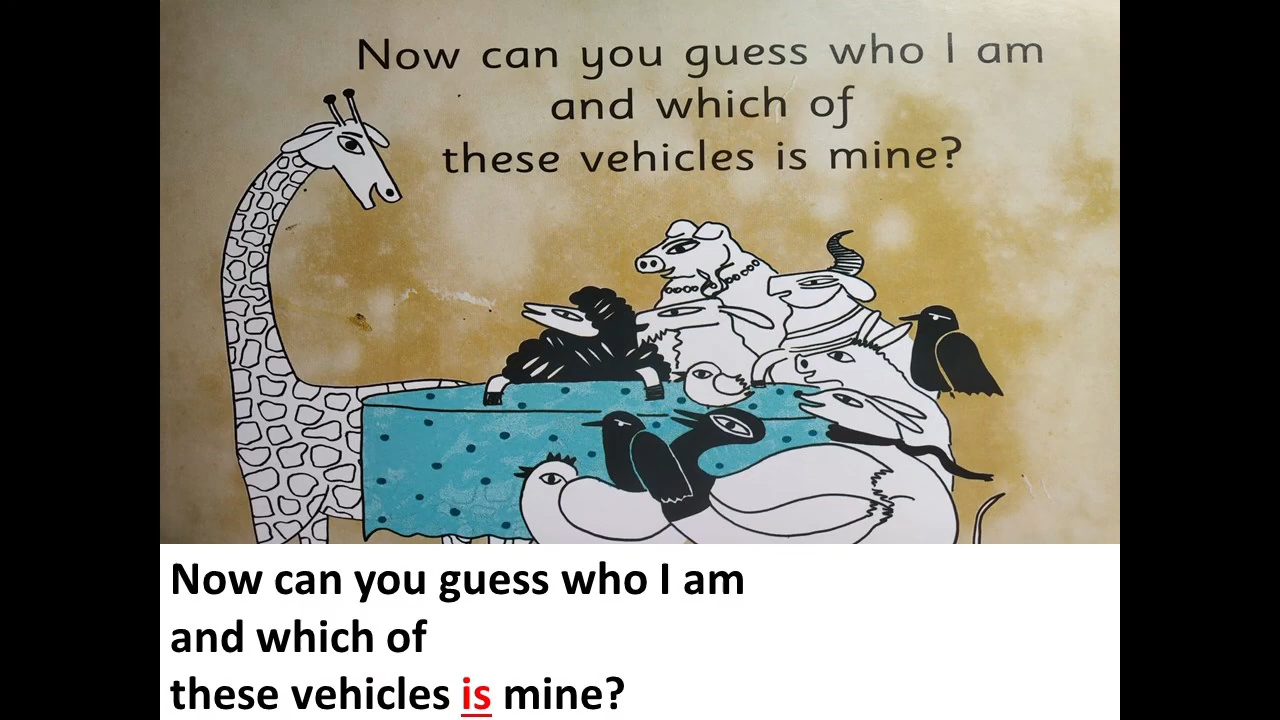 Now can you guess who I am
and which of
these vehicles is mine?
Now can you guess who I am
and which of
these vehicles is mine?